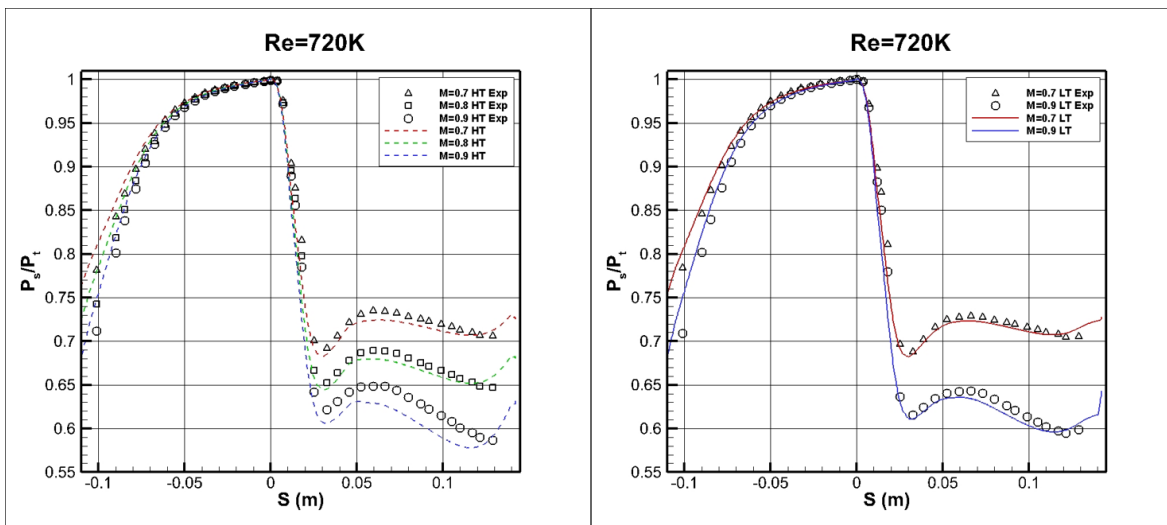 Re=720K
M=0.7 HT Exp
M=0.8 HT Exp
M=0.9 HT Exp
M=0.7 HT
M=0.8 HT
M=0.9 HT
1
0.95
0.9
0.85
0.8
0.75
0.7
0.65
0.6
0.55
Ps/Pt
-0.1
-0.05
0
0.05
0.1
S (m)
Re=720K
M=0.7 LT Exp
M=0.9 LT Exp
M=0.7 LT
M=0.9 LT
1
0.95
0.9
0.85
0.8
0.75
0.7
0.65
0.6
0.55
Ps/Pt
-0.1
-0.05
0
0.05
0.1
S (m)